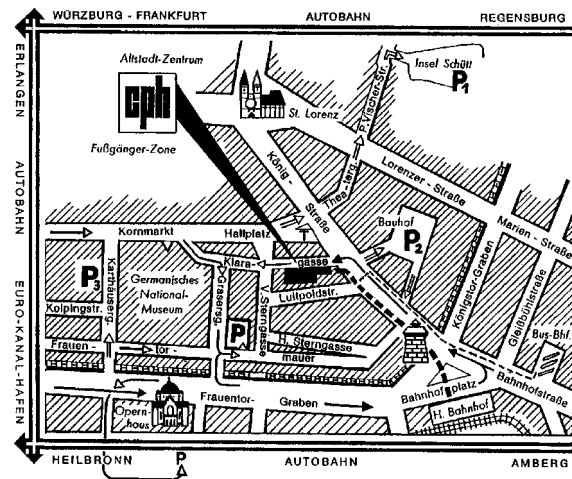 WÜRZBURG - FRANKFURT
AUTOBAHN
REGENSBURG
ERLANGEN
AUTOBAHN
EURO-KANAL-HAFEN
Altstadt-Zentrum
cph
Fußgänger-Zone
St. Lorenz
P.Vischer-Str.
Insel Schütt
P1
König-
Straße
Lorenzer - Straße
Marien - Straße
Bauhof
P2
Kornmarkt
Hallplatz
Klara-
gasse
Luitpoldstr.
P3
Kartäuserg.
Germanisches
National-
Museum
Grasersg.
V.Sterngasse
Kolpingstr.
P
H. Sterngasse
Frauen-
tor-
mauer
Königstor-Graben
Gleißbühlstraße
Bus-Bhf.
Bahnhofstraße
Bahnhof
platz
H. Bahnhof
Opern-
haus
Frauentor-
Graben
HEILBRONN
P
AUTOBAHN
AMBERG